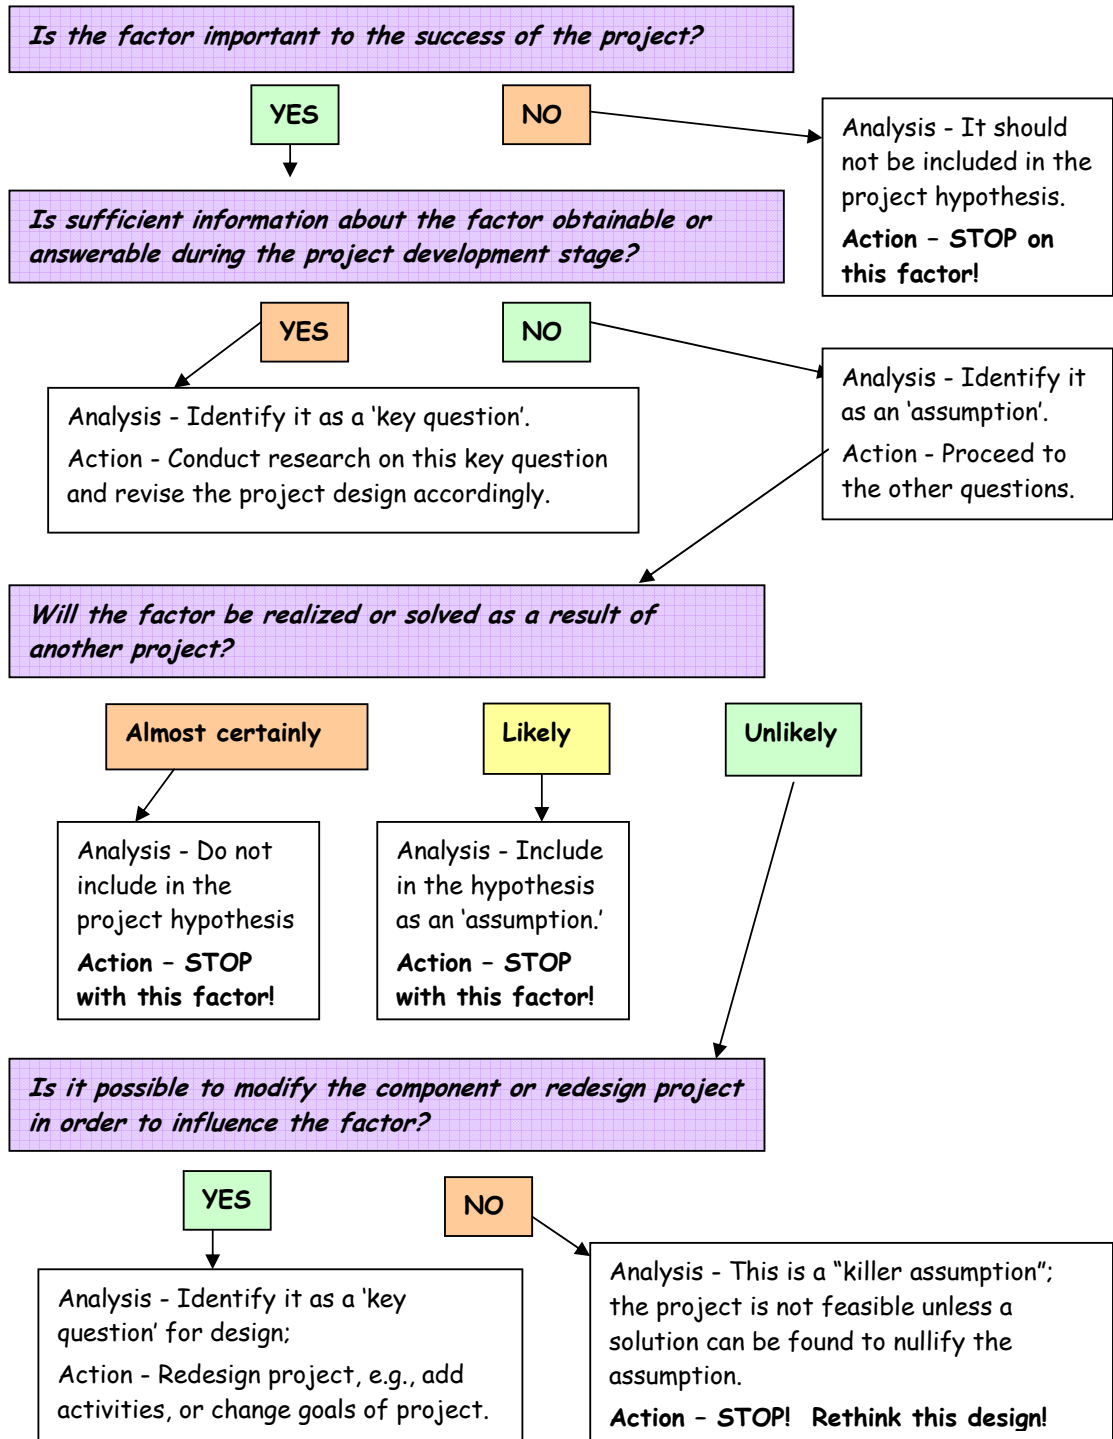 Is the factor important to the success of the project?
YES
NO
Analysis - It should
not be included in the
project hypothesis.
Action – STOP on
this factor!
Is sufficient information about the factor obtainable or
answerable during the project development stage?
YES
NO
Analysis - Identify it as a ‘key question’.
Action - Conduct research on this key question
and revise the project design accordingly.
Analysis - Identify it
as an ‘assumption’.
Action - Proceed to
the other questions.
Will the factor be realized or solved as a result of
another project?
Almost certainly
Likely
Unlikely
Analysis - Do not
include in the
project hypothesis
Action – STOP
with this factor!
Analysis - Include
in the hypothesis
as an ‘assumption.’
Action – STOP
with this factor!
Is it possible to modify the component or redesign project
in order to influence the factor?
YES
NO
Analysis - Identify it as a ‘key
question’ for design;
Action - Redesign project, e.g., add
activities, or change goals of project.
Analysis - This is a “killer assumption”;
the project is not feasible unless a
solution can be found to nullify the
assumption.
Action – STOP! Rethink this design!